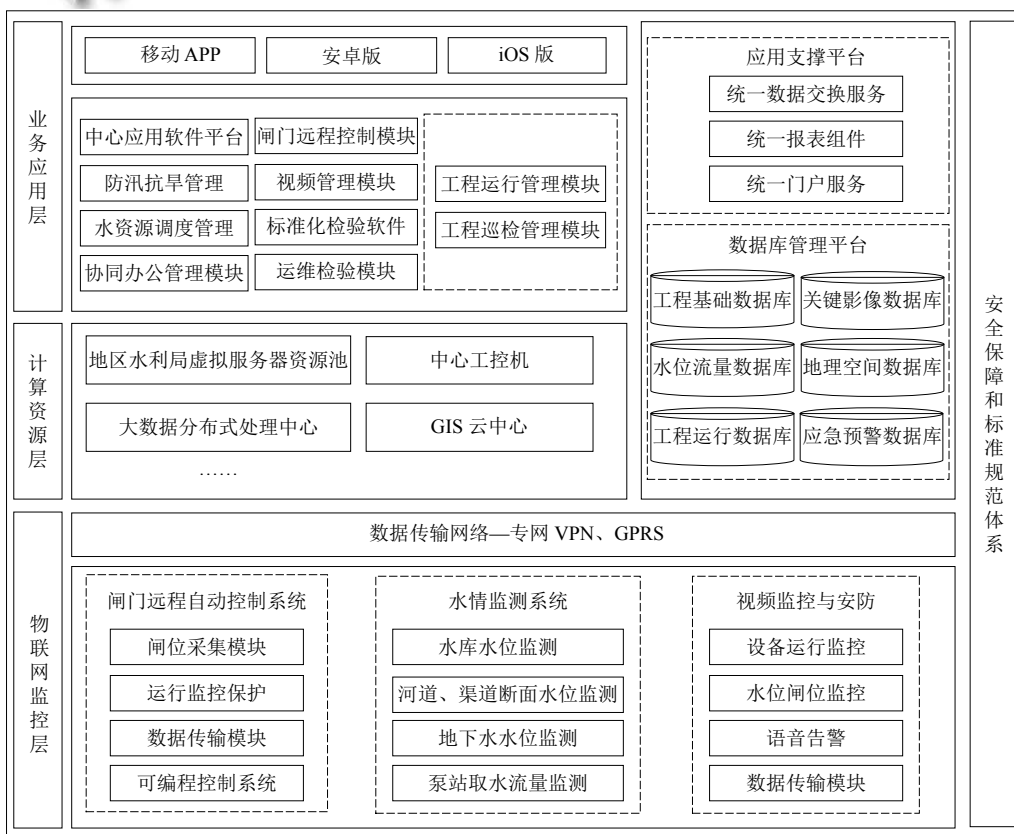 业务应用层
移动 APP
安卓版
iOS 版
中心应用软件平台
闸门远程控制模块
防汛抗旱管理
视频管理模块
工程运行管理模块
水资源调度管理
标准化检验软件
工程巡检管理模块
协同办公管理模块
运维检验模块
应用支撑平台
统一数据交换服务
统一报表组件
统一门户服务
数据库管理平台
工程基础数据库
关键影像数据库
水位流量数据库
地理空间数据库
工程运行数据库
应急预警数据库
计算资源层
地区水利局虚拟服务器资源池
中心工控机
大数据分布式处理中心
GIS 云中心
……
物联网监控层
数据传输网络—专网 VPN、GPRS
闸门远程自动控制系统
闸位采集模块
运行监控保护
数据传输模块
可编程控制系统
水情监测系统
水库水位监测
河道、渠道断面水位监测
地下水水位监测
泵站取水流量监测
视频监控与安防
设备运行监控
水位闸位监控
语音告警
数据传输模块
安全保障和标准规范体系